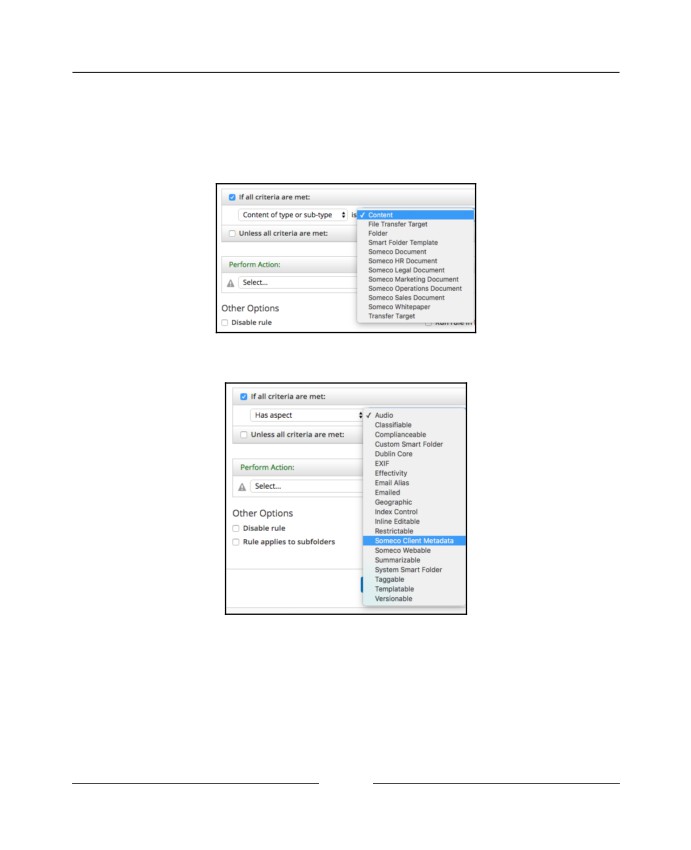 If all criteria are met:
Content of type or sub-type is ✓ Content
File Transfer Target
Folder
Unless all criteria are met:
Smart Folder Template
Someco Document
Someco HR Document
Perform Action:
Someco Legal Document
Someco Marketing Document
Select...
Someco Operations Document
Someco Sales Document
Other Options
Someco Whitepaper
Transfer Target
Disable rule
Run rule in
If all criteria are met:
Has aspect ✓ Audio
Classifiable
Unless all criteria are met:
Complianceable
Custom Smart Folder
Dublin Core
Perform Action:
EXIF
Effectivity
Select...
Email Alias
Emailed
Geographic
Other Options
Index Control
Inline Editable
Disable rule
Restrictable
Rule applies to subfolders
Someco Client Metadata
Someco Webable
Summarizable
System Smart Folder
Taggable
Templatable
Versionable